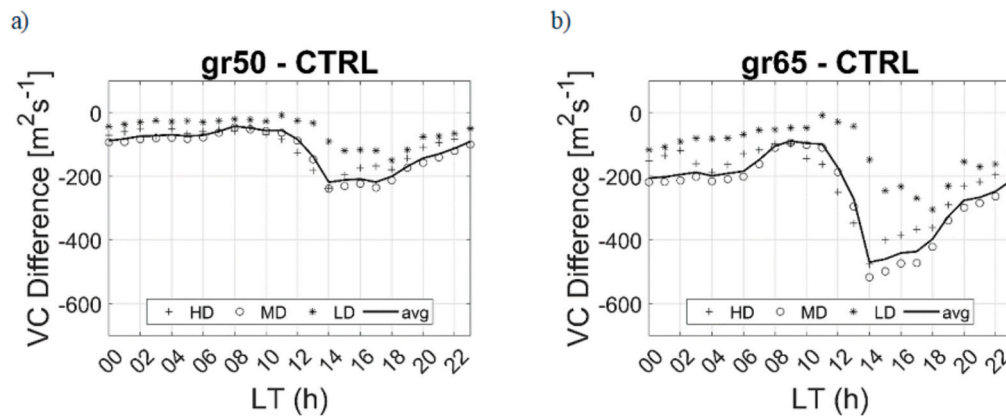 a)
gr50 - CTRL
VC Difference [m²s⁻¹]
0
-200
-400
-600
+ HD ○ MD * LD — avg
00 02 04 06 08 10 12 14 16 18 20 22
LT (h)
b)
gr65 - CTRL
VC Difference [m²s⁻¹]
0
-200
-400
-600
+ HD ○ MD * LD — avg
00 02 04 06 08 10 12 14 16 18 20 22
LT (h)